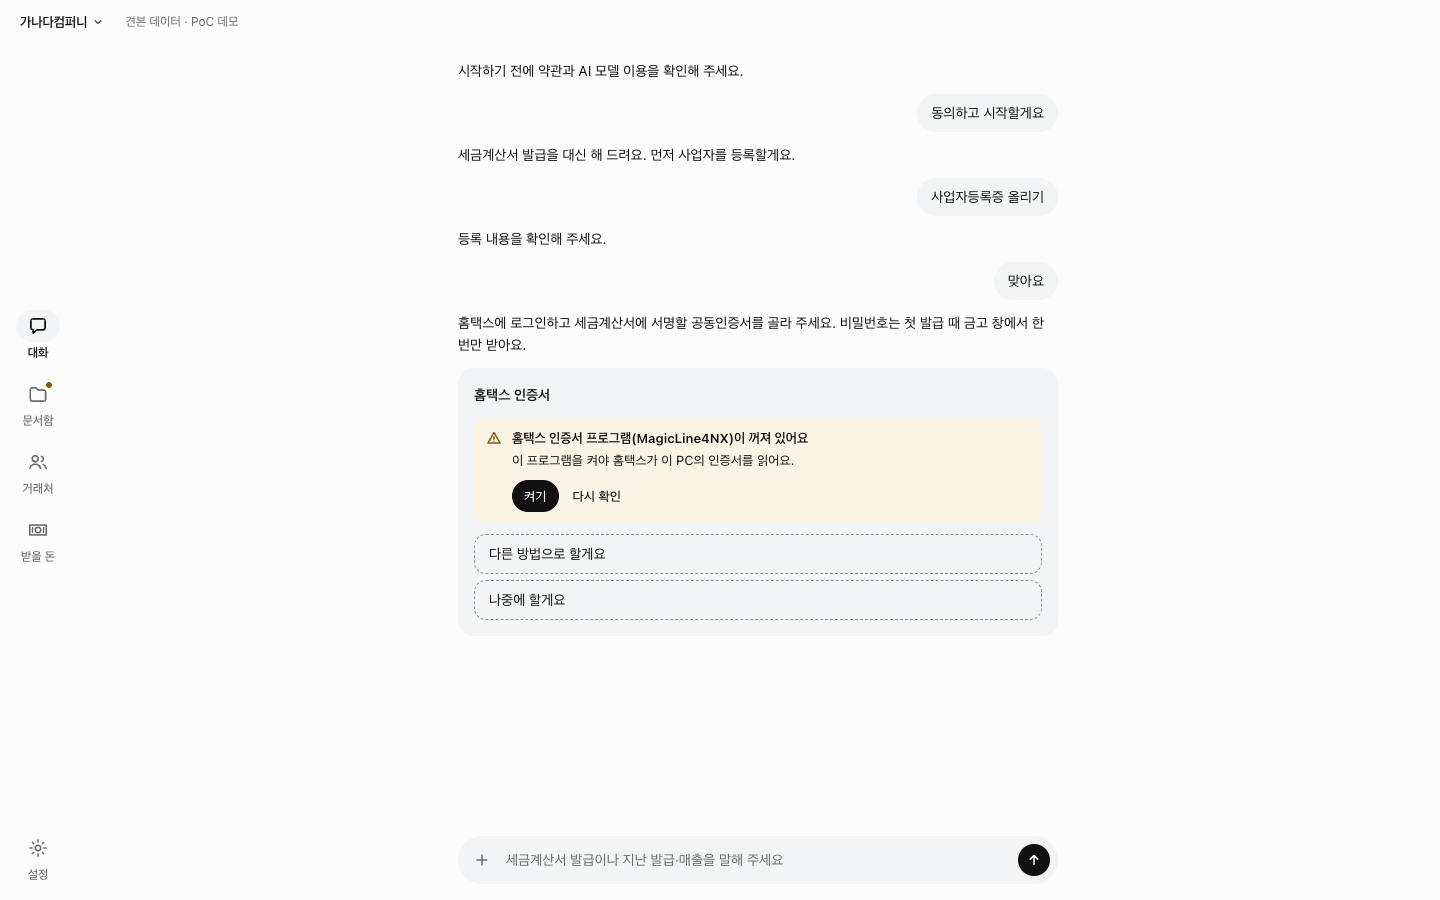 가나다컴퍼니
견본 데이터 · PoC 데모
시작하기 전에 약관과 AI 모델 이용을 확인해 주세요.
동의하고 시작할게요
세금계산서 발급을 대신 해 드려요. 먼저 사업자를 등록할게요.
사업자등록증 올리기
등록 내용을 확인해 주세요.
맞아요
홈택스에 로그인하고 세금계산서에 서명할 공동인증서를 골라 주세요. 비밀번호는 첫 발급 때 금고 창에서 한
번만 받아요.
홈택스 인증서
홈택스 인증서 프로그램(MagicLine4NX)이 꺼져 있어요
이 프로그램을 켜야 홈택스가 이 PC의 인증서를 읽어요.
켜기
다시 확인
다른 방법으로 할게요
나중에 할게요
대화
문서함
거래처
받을 돈
설정
세금계산서 발급이나 지난 발급·매출을 말해 주세요